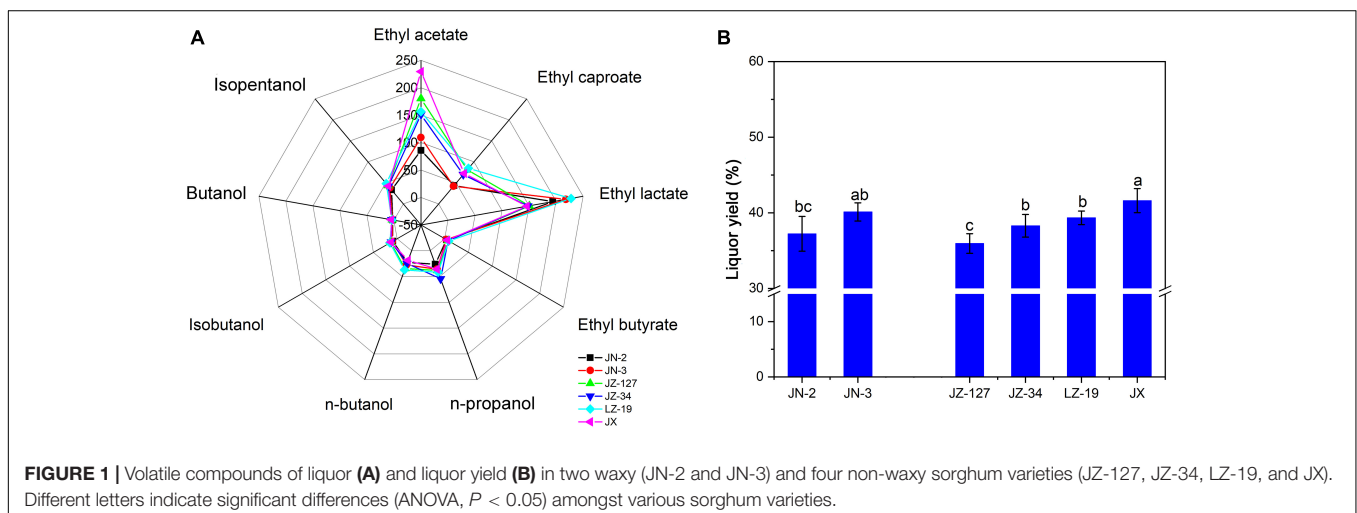 A
Ethyl acetate
250
200
150
100
50
0
-50
Ethyl caproate
Ethyl lactate
Ethyl butyrate
n-propanol
n-butanol
Isobutanol
Butanol
Isopentanol
JN-2
JN-3
JZ-127
JZ-34
LZ-19
JX
B
Liquor yield (%)
60
50
40
30
10
0
bc
ab
c
b
b
a
JN-2 JN-3 JZ-127 JZ-34 LZ-19 JX
FIGURE 1 | Volatile compounds of liquor (A) and liquor yield (B) in two waxy (JN-2 and JN-3) and four non-waxy sorghum varieties (JZ-127, JZ-34, LZ-19, and JX).
Different letters indicate significant differences (ANOVA, P < 0.05) amongst various sorghum varieties.